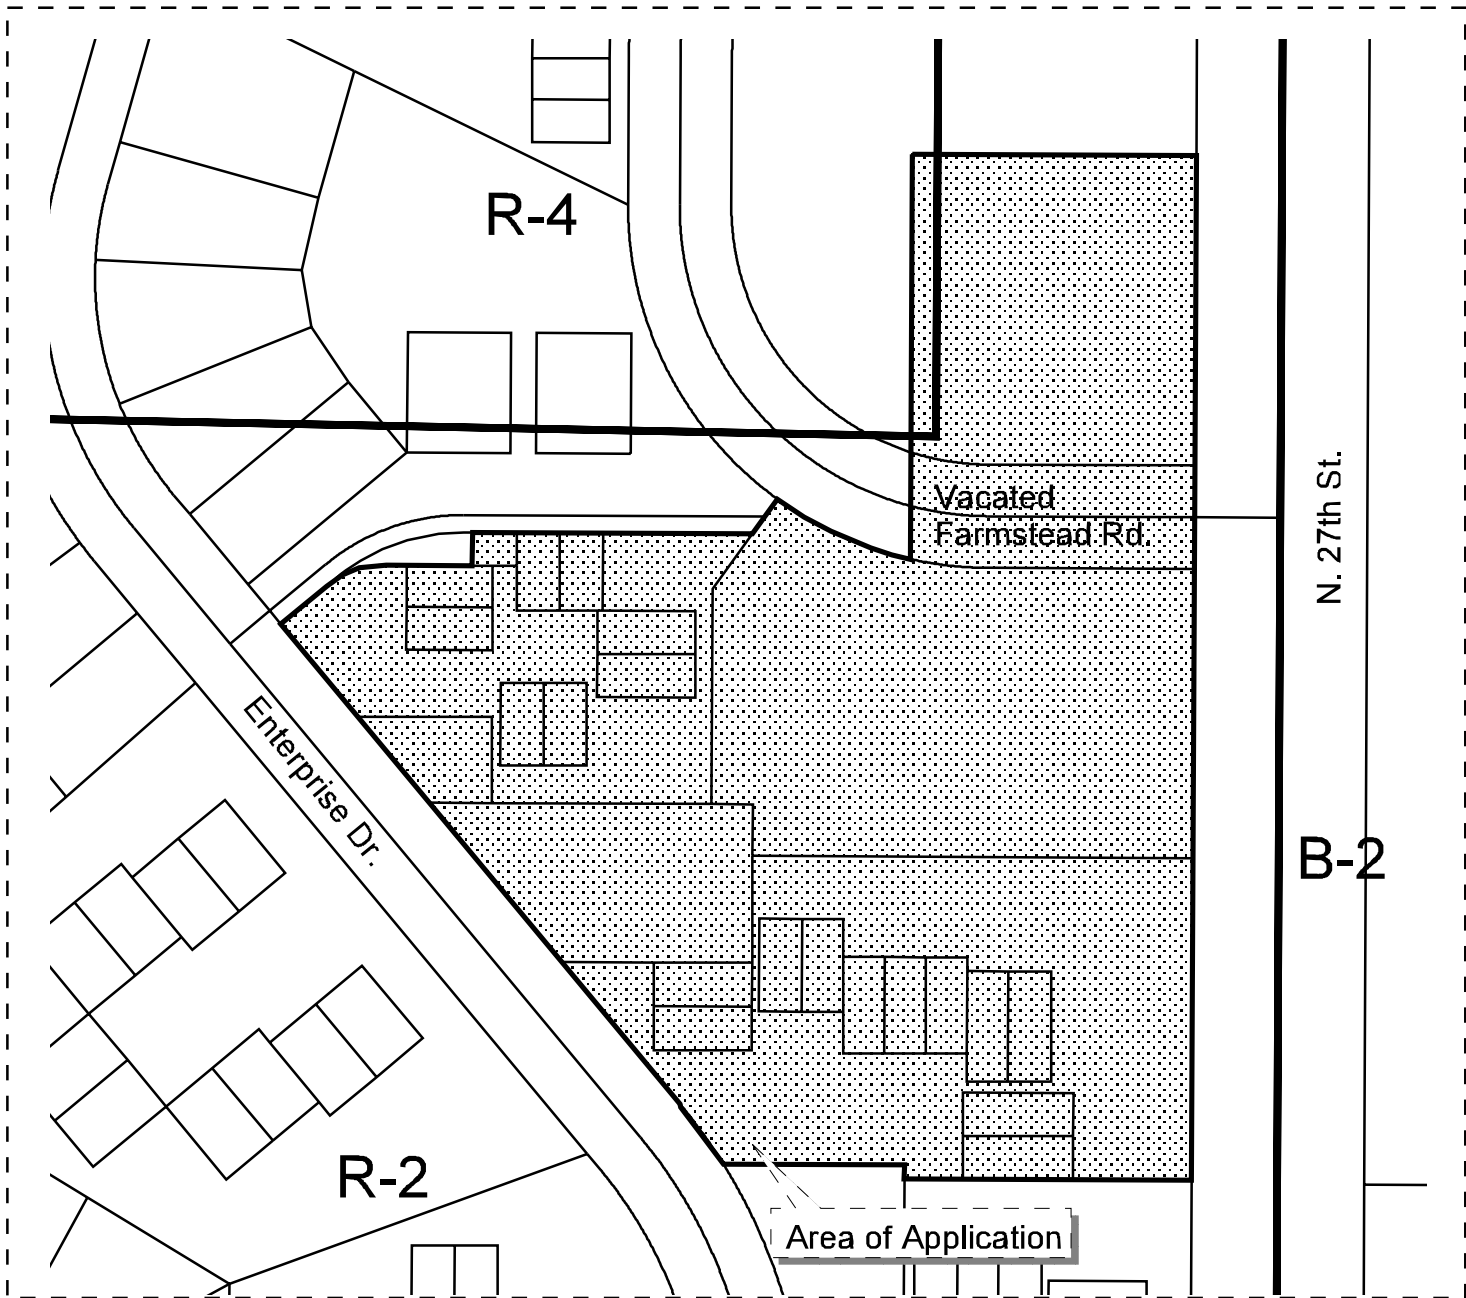 R-4
Vacated
Farmstead Rd.
N. 27th St.
Enterprise Dr.
B-2
R-2
Area of Application